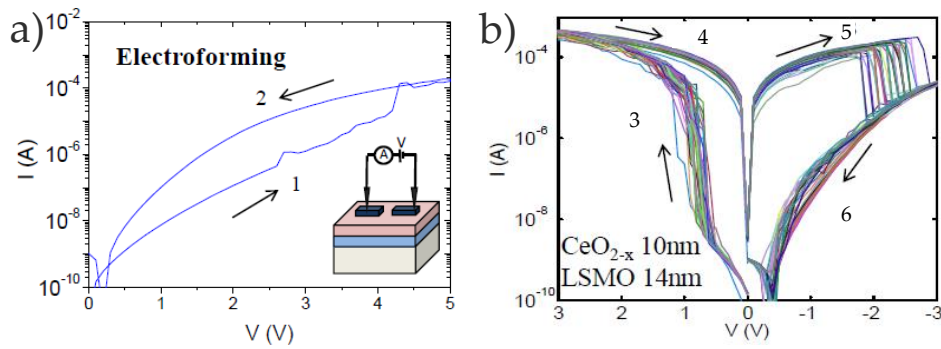 a)
Electroforming
10⁻²
10⁻⁴
10⁻⁶
10⁻⁸
10⁻¹⁰
I (A)
2
1
A
V
0 1 2 3 4 5
V (V)
b)
4
5
3
6
10⁻⁴
10⁻⁶
10⁻⁸
10⁻¹⁰
I (A)
CeO₂₋ₓ 10nm
LSMO 14nm
3 2 1 0 -1 -2 -3
V (V)